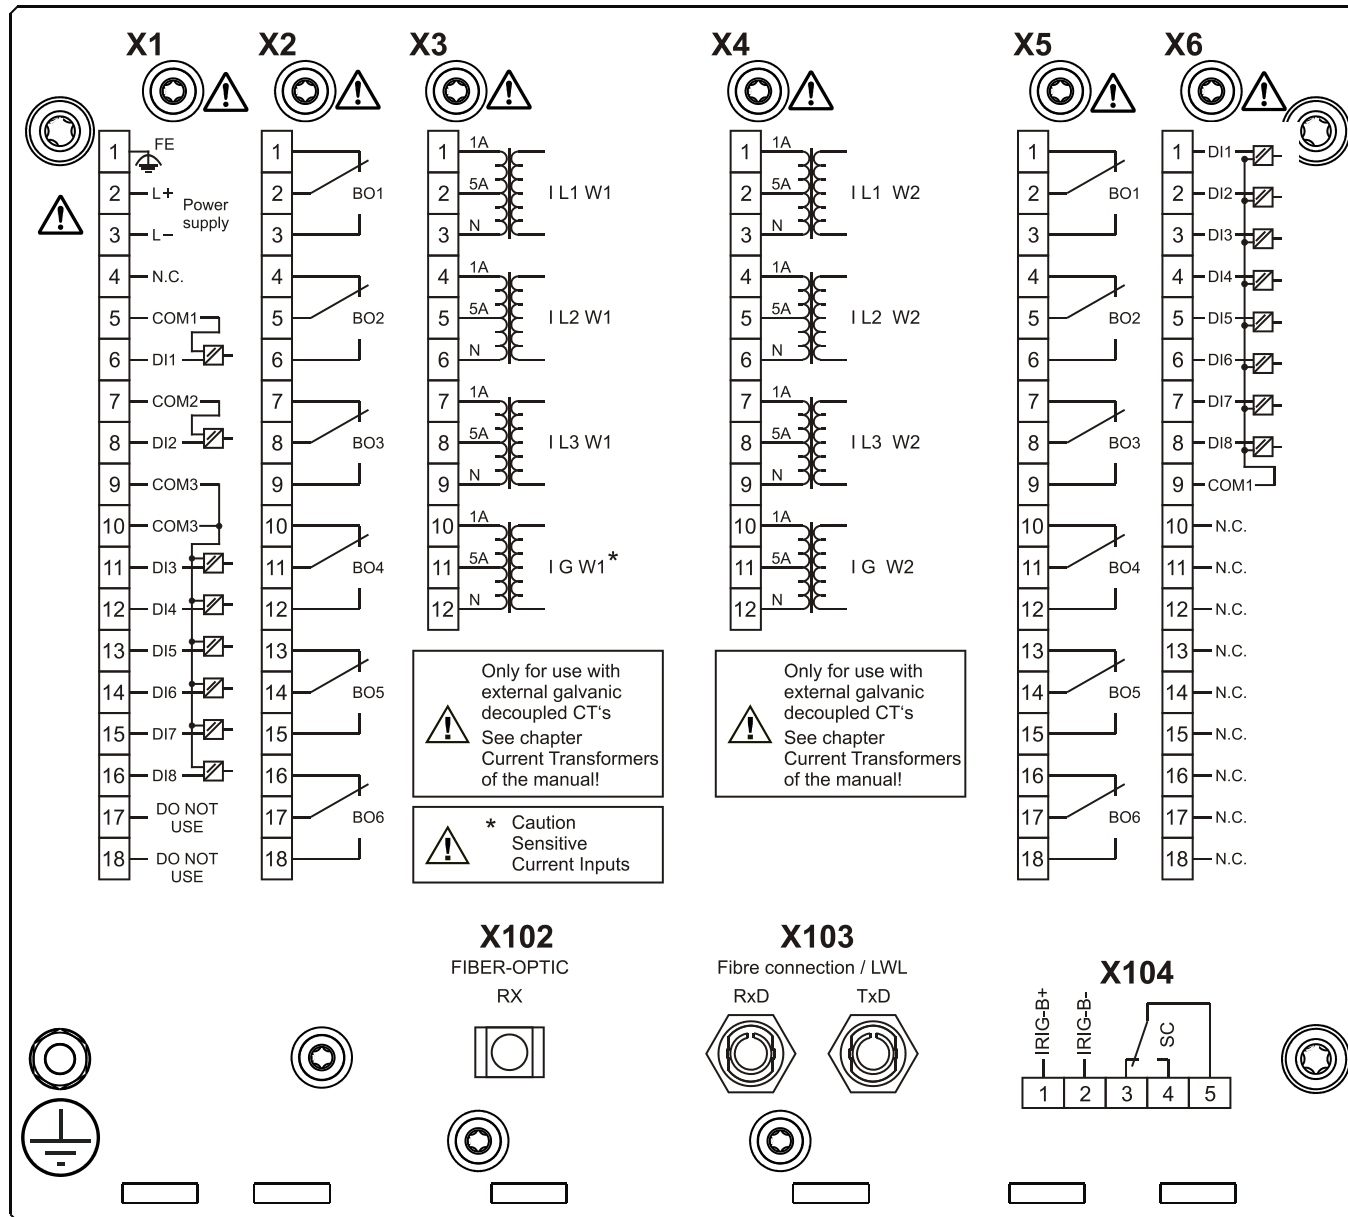 X1
1 FE
2 L+ Power
supply
3 L−
4 N.C.
5 COM1
6 DI1
7 COM2
8 DI2
9 COM3
10 COM3
11 DI3
12 DI4
13 DI5
14 DI6
15 DI7
16 DI8
17 DO NOT
USE
18 DO NOT
USE
X2
1
2 BO1
3
4
5 BO2
6
7
8 BO3
9
10
11 BO4
12
13
14 BO5
15
16
17 BO6
18
X3
1 1A
2 5A I L1 W1
3 N
4 1A
5 5A I L2 W1
6 N
7 1A
8 5A I L3 W1
9 N
10 1A
11 5A I G W1*
12 N
Only for use with
external galvanic
decoupled CT‘s
See chapter
Current Transformers
of the manual!
* Caution
Sensitive
Current Inputs
X4
1 1A
2 5A I L1 W2
3 N
4 1A
5 5A I L2 W2
6 N
7 1A
8 5A I L3 W2
9 N
10 1A
11 5A I G W2
12 N
Only for use with
external galvanic
decoupled CT‘s
See chapter
Current Transformers
of the manual!
X5
1
2 BO1
3
4
5 BO2
6
7
8 BO3
9
10
11 BO4
12
13
14 BO5
15
16
17 BO6
18
X6
1 DI1
2 DI2
3 DI3
4 DI4
5 DI5
6 DI6
7 DI7
8 DI8
9 COM1
10 N.C.
11 N.C.
12 N.C.
13 N.C.
14 N.C.
15 N.C.
16 N.C.
17 N.C.
18 N.C.
X102
FIBER-OPTIC
RX
X103
Fibre connection / LWL
RxD TxD
X104
IRIG-B+
IRIG-B-
SC
1 2 3 4 5